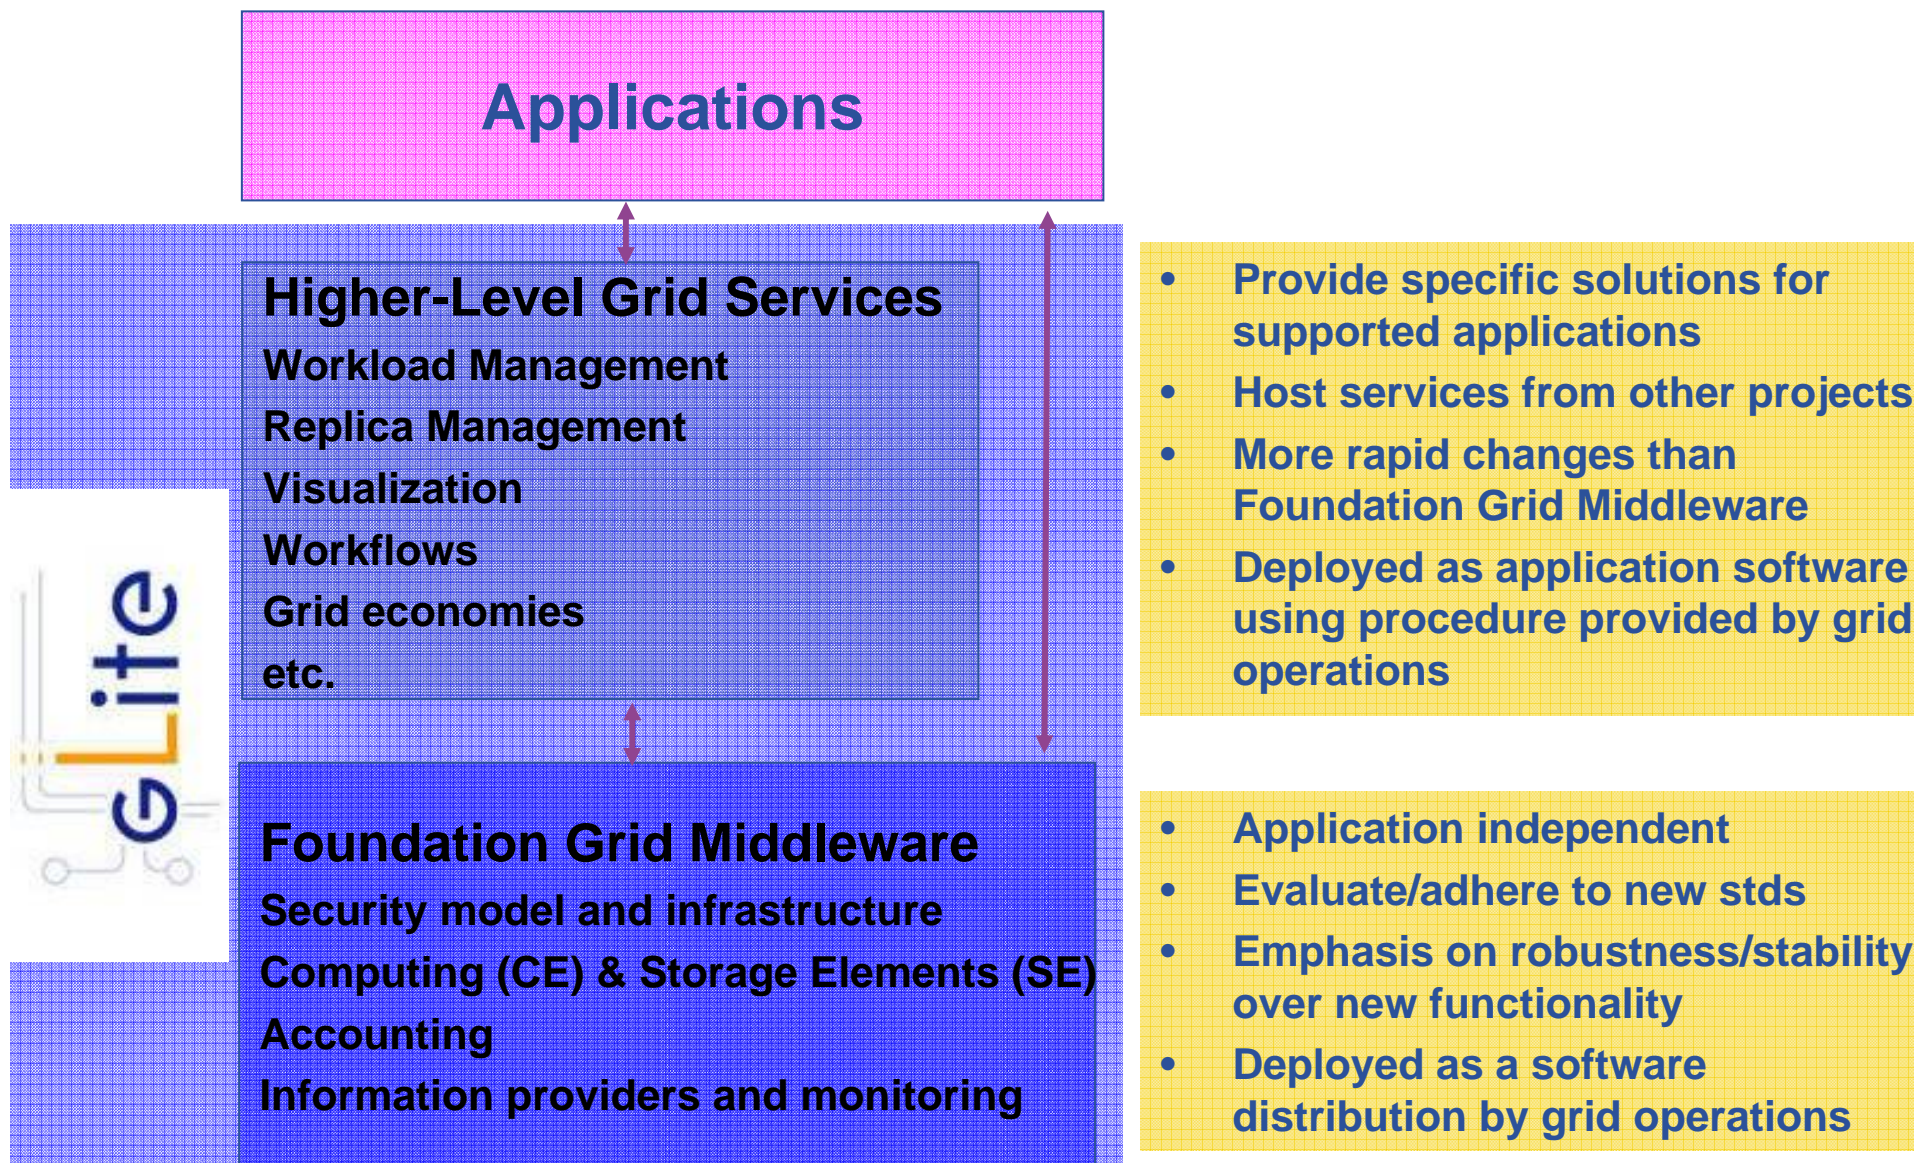 Applications
Higher-Level Grid Services
Workload Management
Replica Management
Visualization
Workflows
Grid economies
etc.
gLite
Foundation Grid Middleware
Security model and infrastructure
Computing (CE) & Storage Elements (SE)
Accounting
Information providers and monitoring
• Provide specific solutions for
supported applications
• Host services from other projects
• More rapid changes than
Foundation Grid Middleware
• Deployed as application software
using procedure provided by grid
operations
• Application independent
• Evaluate/adhere to new stds
• Emphasis on robustness/stability
over new functionality
• Deployed as a software
distribution by grid operations